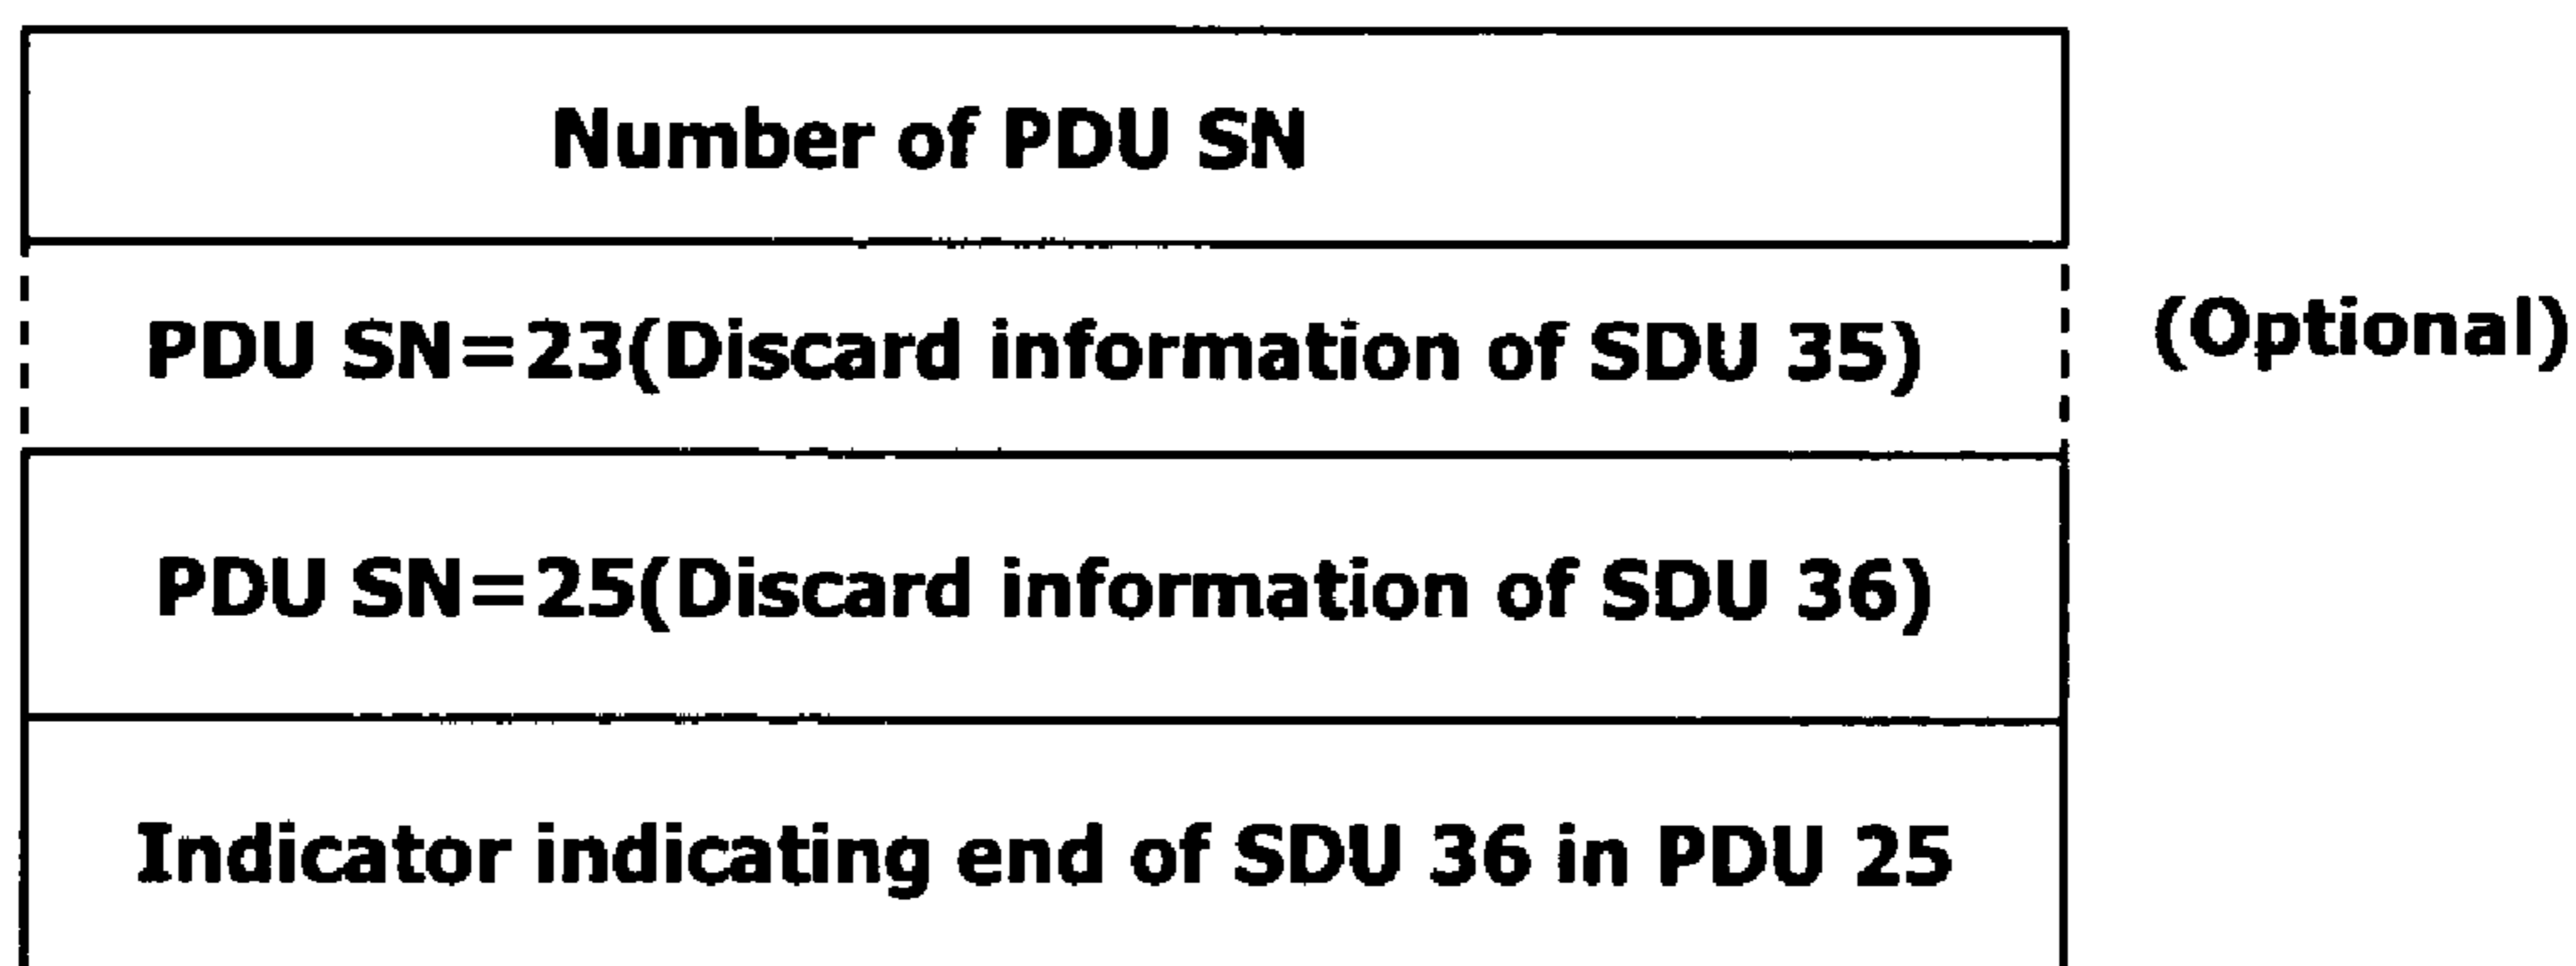 Number of PDU SN
PDU SN=23(Discard information of SDU 35)
(Optional)
PDU SN=25(Discard information of SDU 36)
Indicator indicating end of SDU 36 in PDU 25